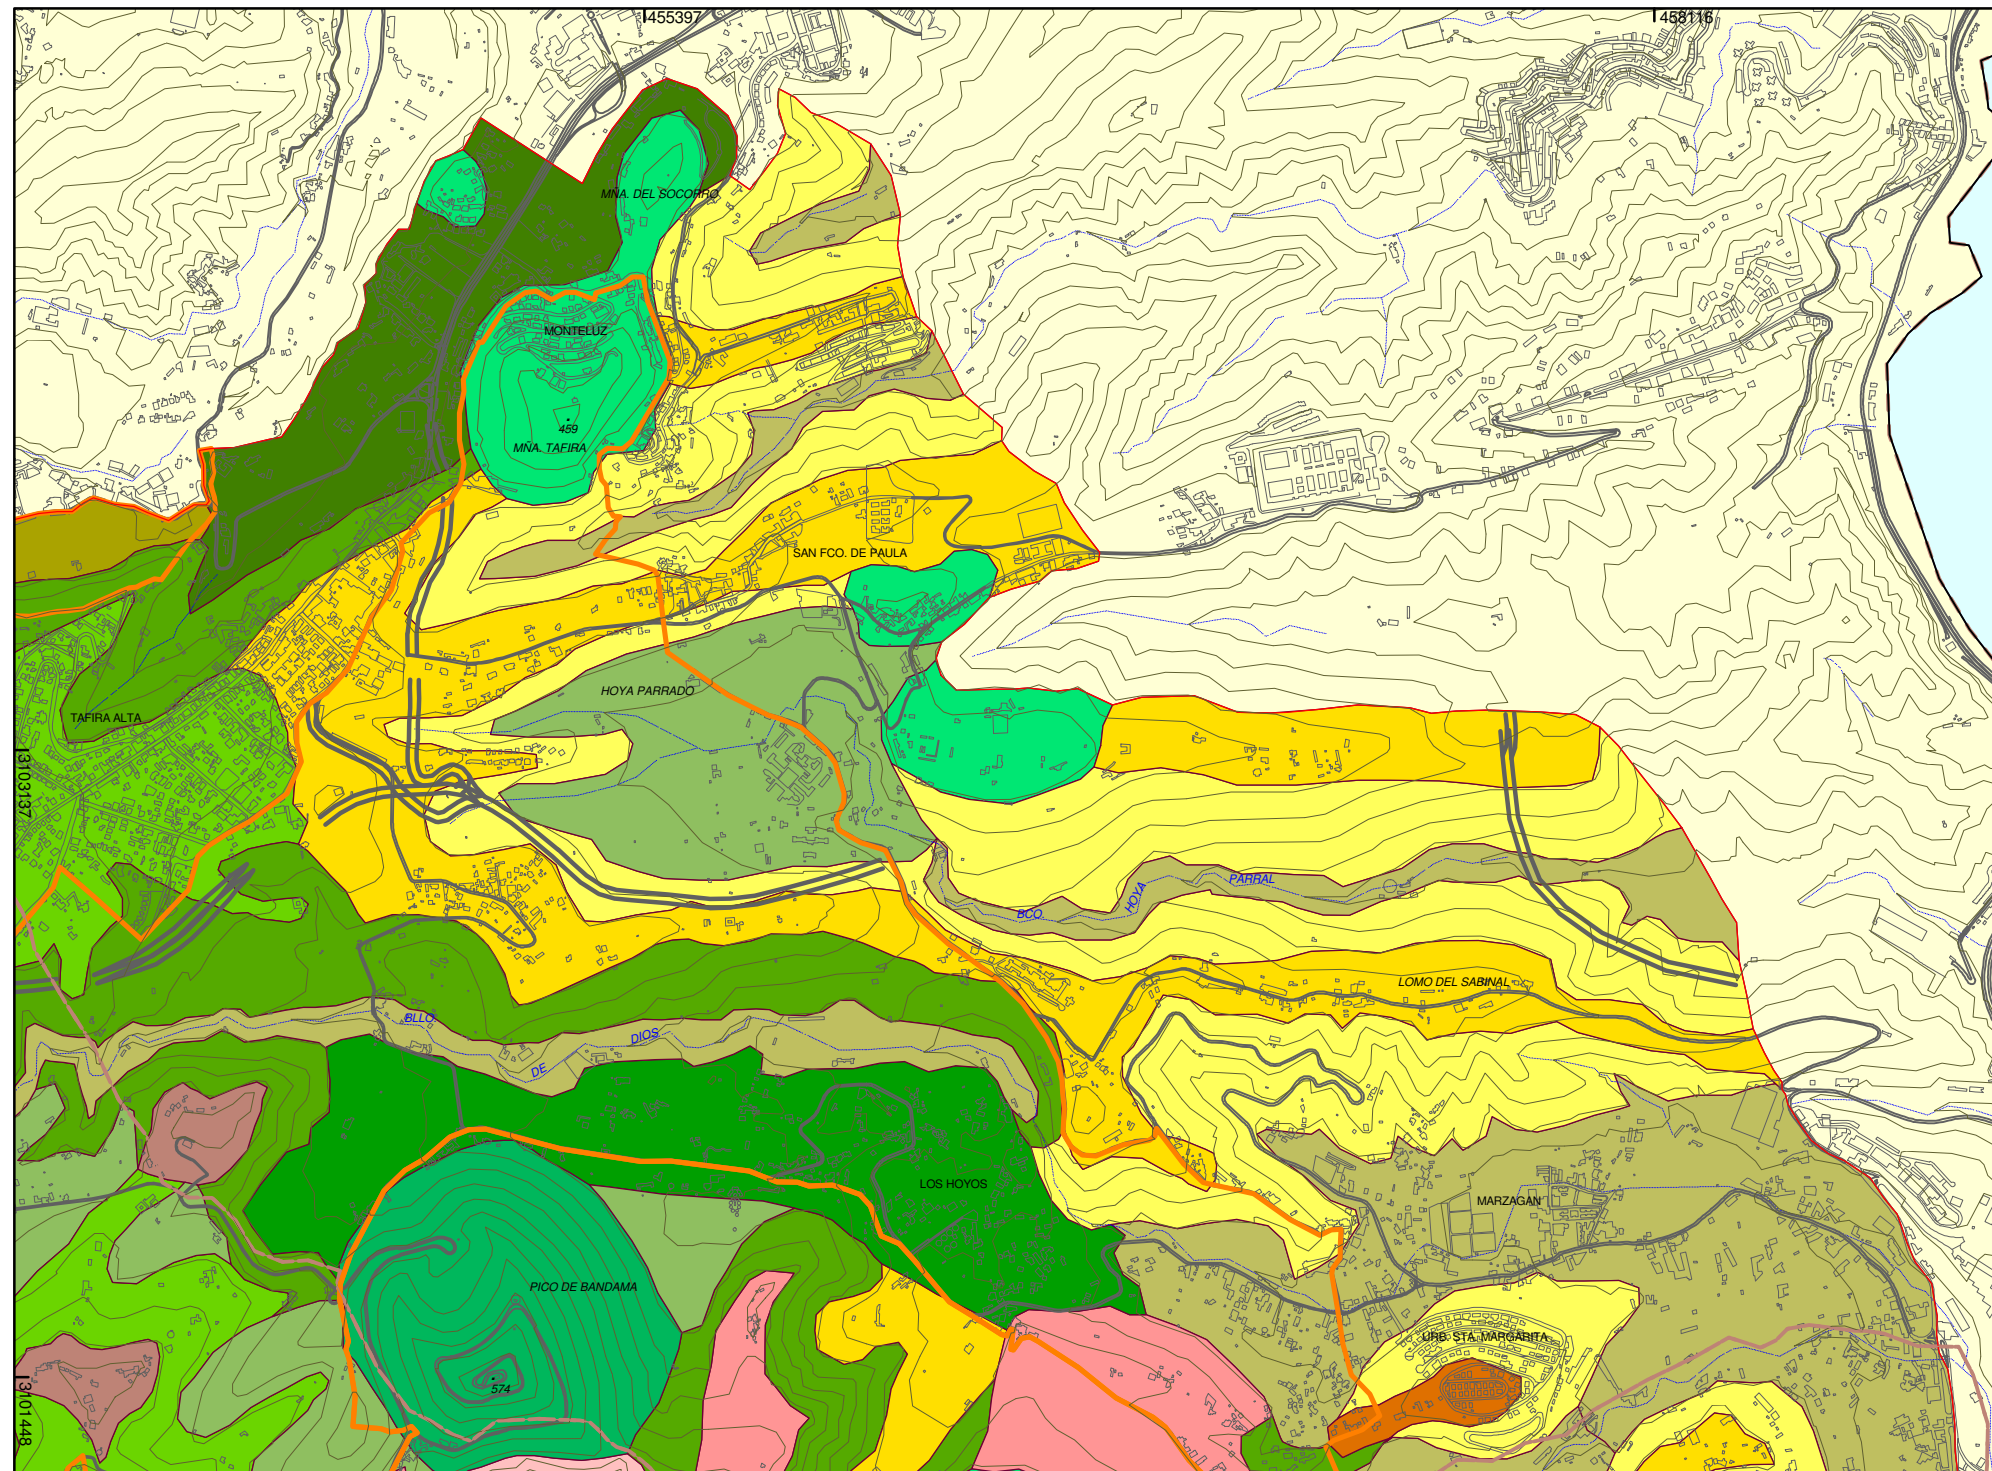 455397
458116
MÑA. DEL SOCORRO
MONTELUZ
459
MÑA. TAFIRA
SAN FCO. DE PAULA
HOYA PARRADO
TAFIRA ALTA
3103137
PARRAL
HOYA
BCO.
LOMO DEL SABINAL
BLLO.
DIOS
DE
LOS HOYOS
MARZAGAN
PICO DE BANDAMA
URB. STA. MARGARITA
574
3101448